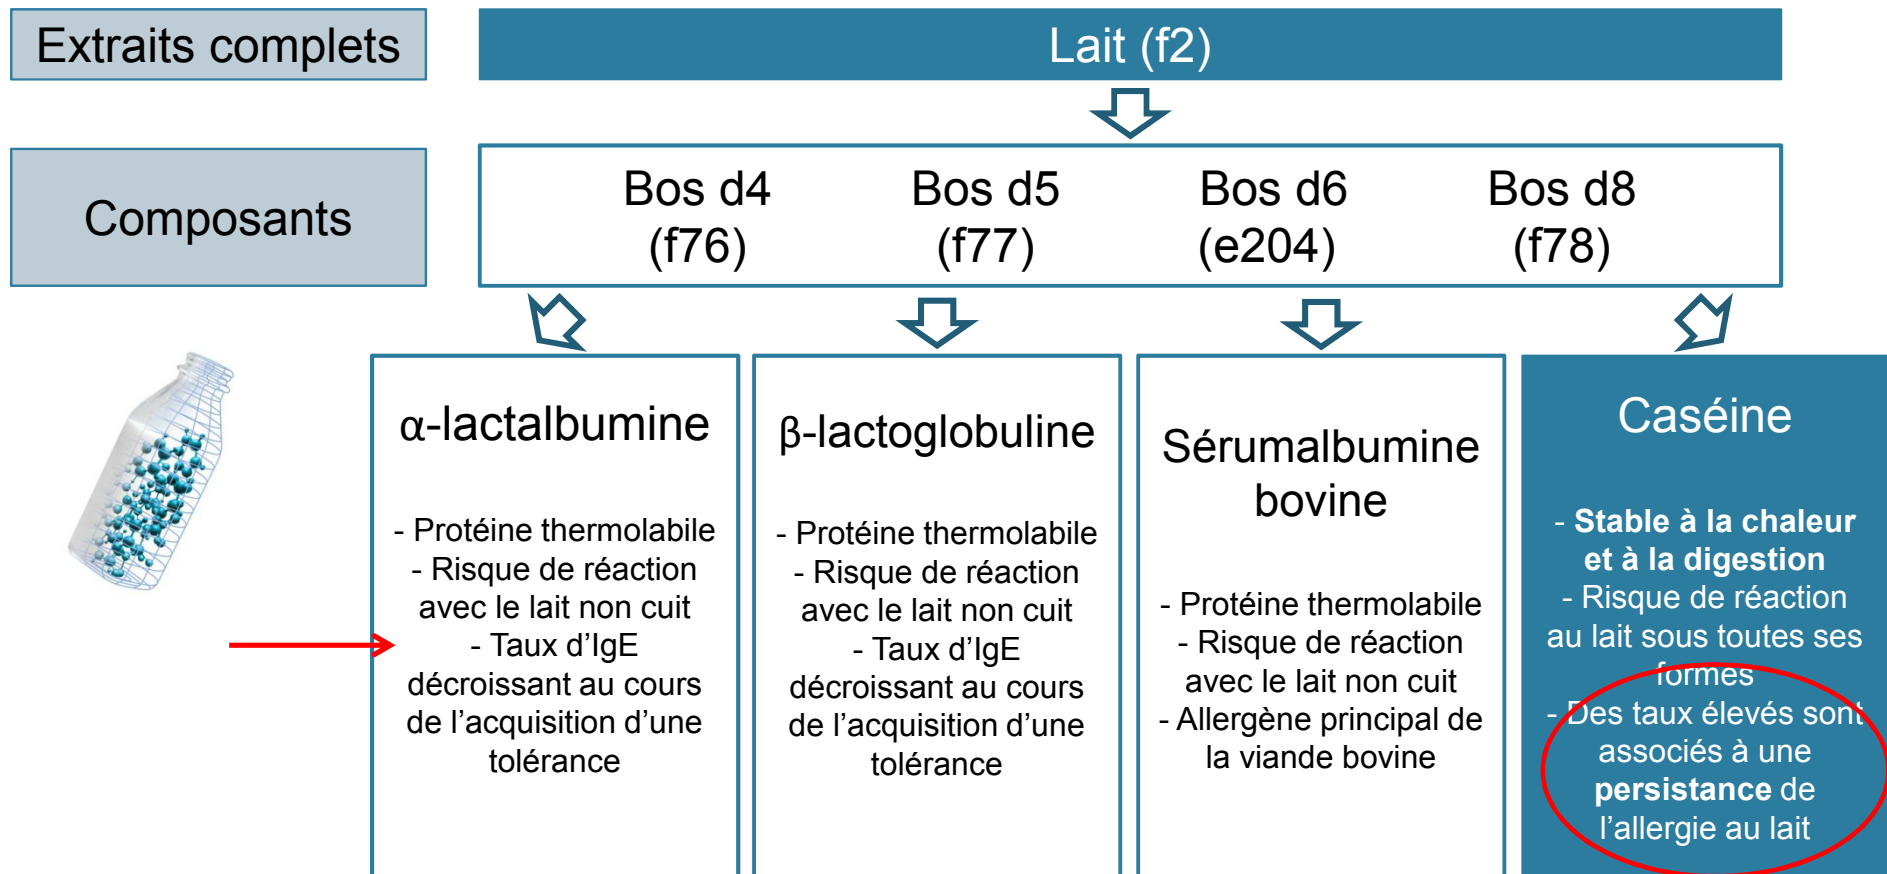 Extraits complets
Lait (f2)
Composants
Bos d4
(f76)
Bos d5
(f77)
Bos d6
(e204)
Bos d8
(f78)
α-lactalbumine
- Protéine thermolabile
- Risque de réaction
avec le lait non cuit
- Taux d’IgE
décroissant au cours
de l’acquisition d’une
tolérance
β-lactoglobuline
- Protéine thermolabile
- Risque de réaction
avec le lait non cuit
- Taux d’IgE
décroissant au cours
de l’acquisition d’une
tolérance
Sérumalbumine
bovine
- Protéine thermolabile
- Risque de réaction
avec le lait non cuit
- Allergène principal de
la viande bovine
Caséine
- Stable à la chaleur
et à la digestion
- Risque de réaction
au lait sous toutes ses
formes
- Des taux élevés sont
associés à une
persistance de
l’allergie au lait